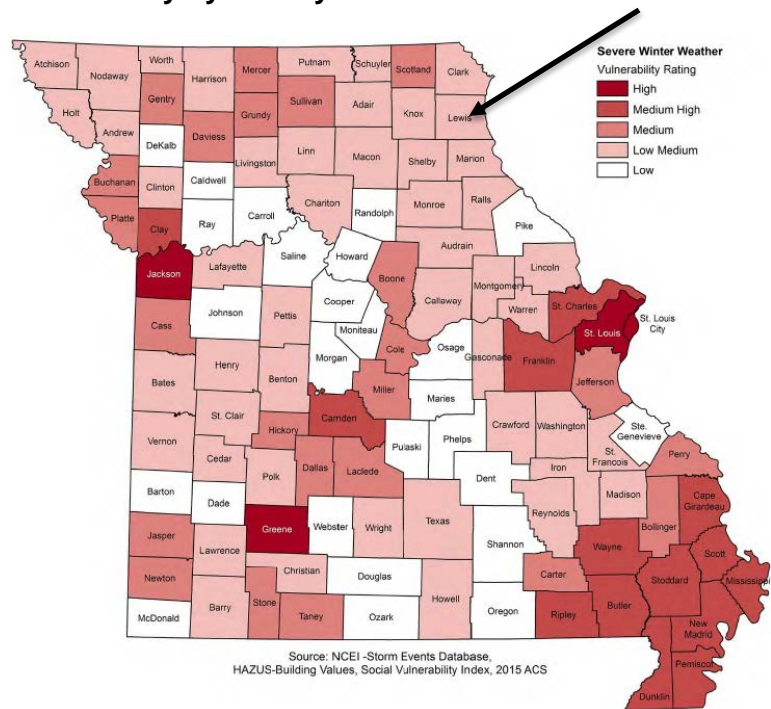 Severe Winter Weather
Vulnerability Rating
High
Medium High
Medium
Low Medium
Low
Atchison
Nodaway
Worth
Harrison
Mercer
Putnam
Schuyler
Scotland
Clark
Holt
Andrew
Gentry
Daviess
Grundy
Sullivan
Adair
Knox
Lewis
DeKalb
Livingston
Linn
Macon
Shelby
Marion
Buchanan
Clinton
Caldwell
Chariton
Randolph
Monroe
Ralls
Platte
Clay
Ray
Carroll
Pike
Audrain
Jackson
Lafayette
Saline
Howard
Boone
Callaway
Montgomery
Lincoln
Warren
St. Charles
St. Louis
St. Louis
City
Cass
Johnson
Pettis
Cooper
Moniteau
Cole
Osage
Gasconade
Franklin
Jefferson
Bates
Henry
Benton
Morgan
Miller
Maries
Camden
Vernon
St. Clair
Hickory
Pulaski
Phelps
Crawford
Washington
Ste.
Genevieve
St.
Francois
Perry
Cedar
Polk
Dallas
Laclede
Dent
Iron
Madison
Cape
Girardeau
Barton
Dade
Greene
Webster
Wright
Texas
Reynolds
Bollinger
Jasper
Lawrence
Shannon
Wayne
Scott
Mississippi
Stoddard
Newton
Christian
Douglas
Carter
McDonald
Barry
Stone
Taney
Ozark
Howell
Oregon
Ripley
Butler
New
Madrid
Pemiscot
Dunklin
Source: NCEI -Storm Events Database,
HAZUS-Building Values, Social Vulnerability Index, 2015 ACS